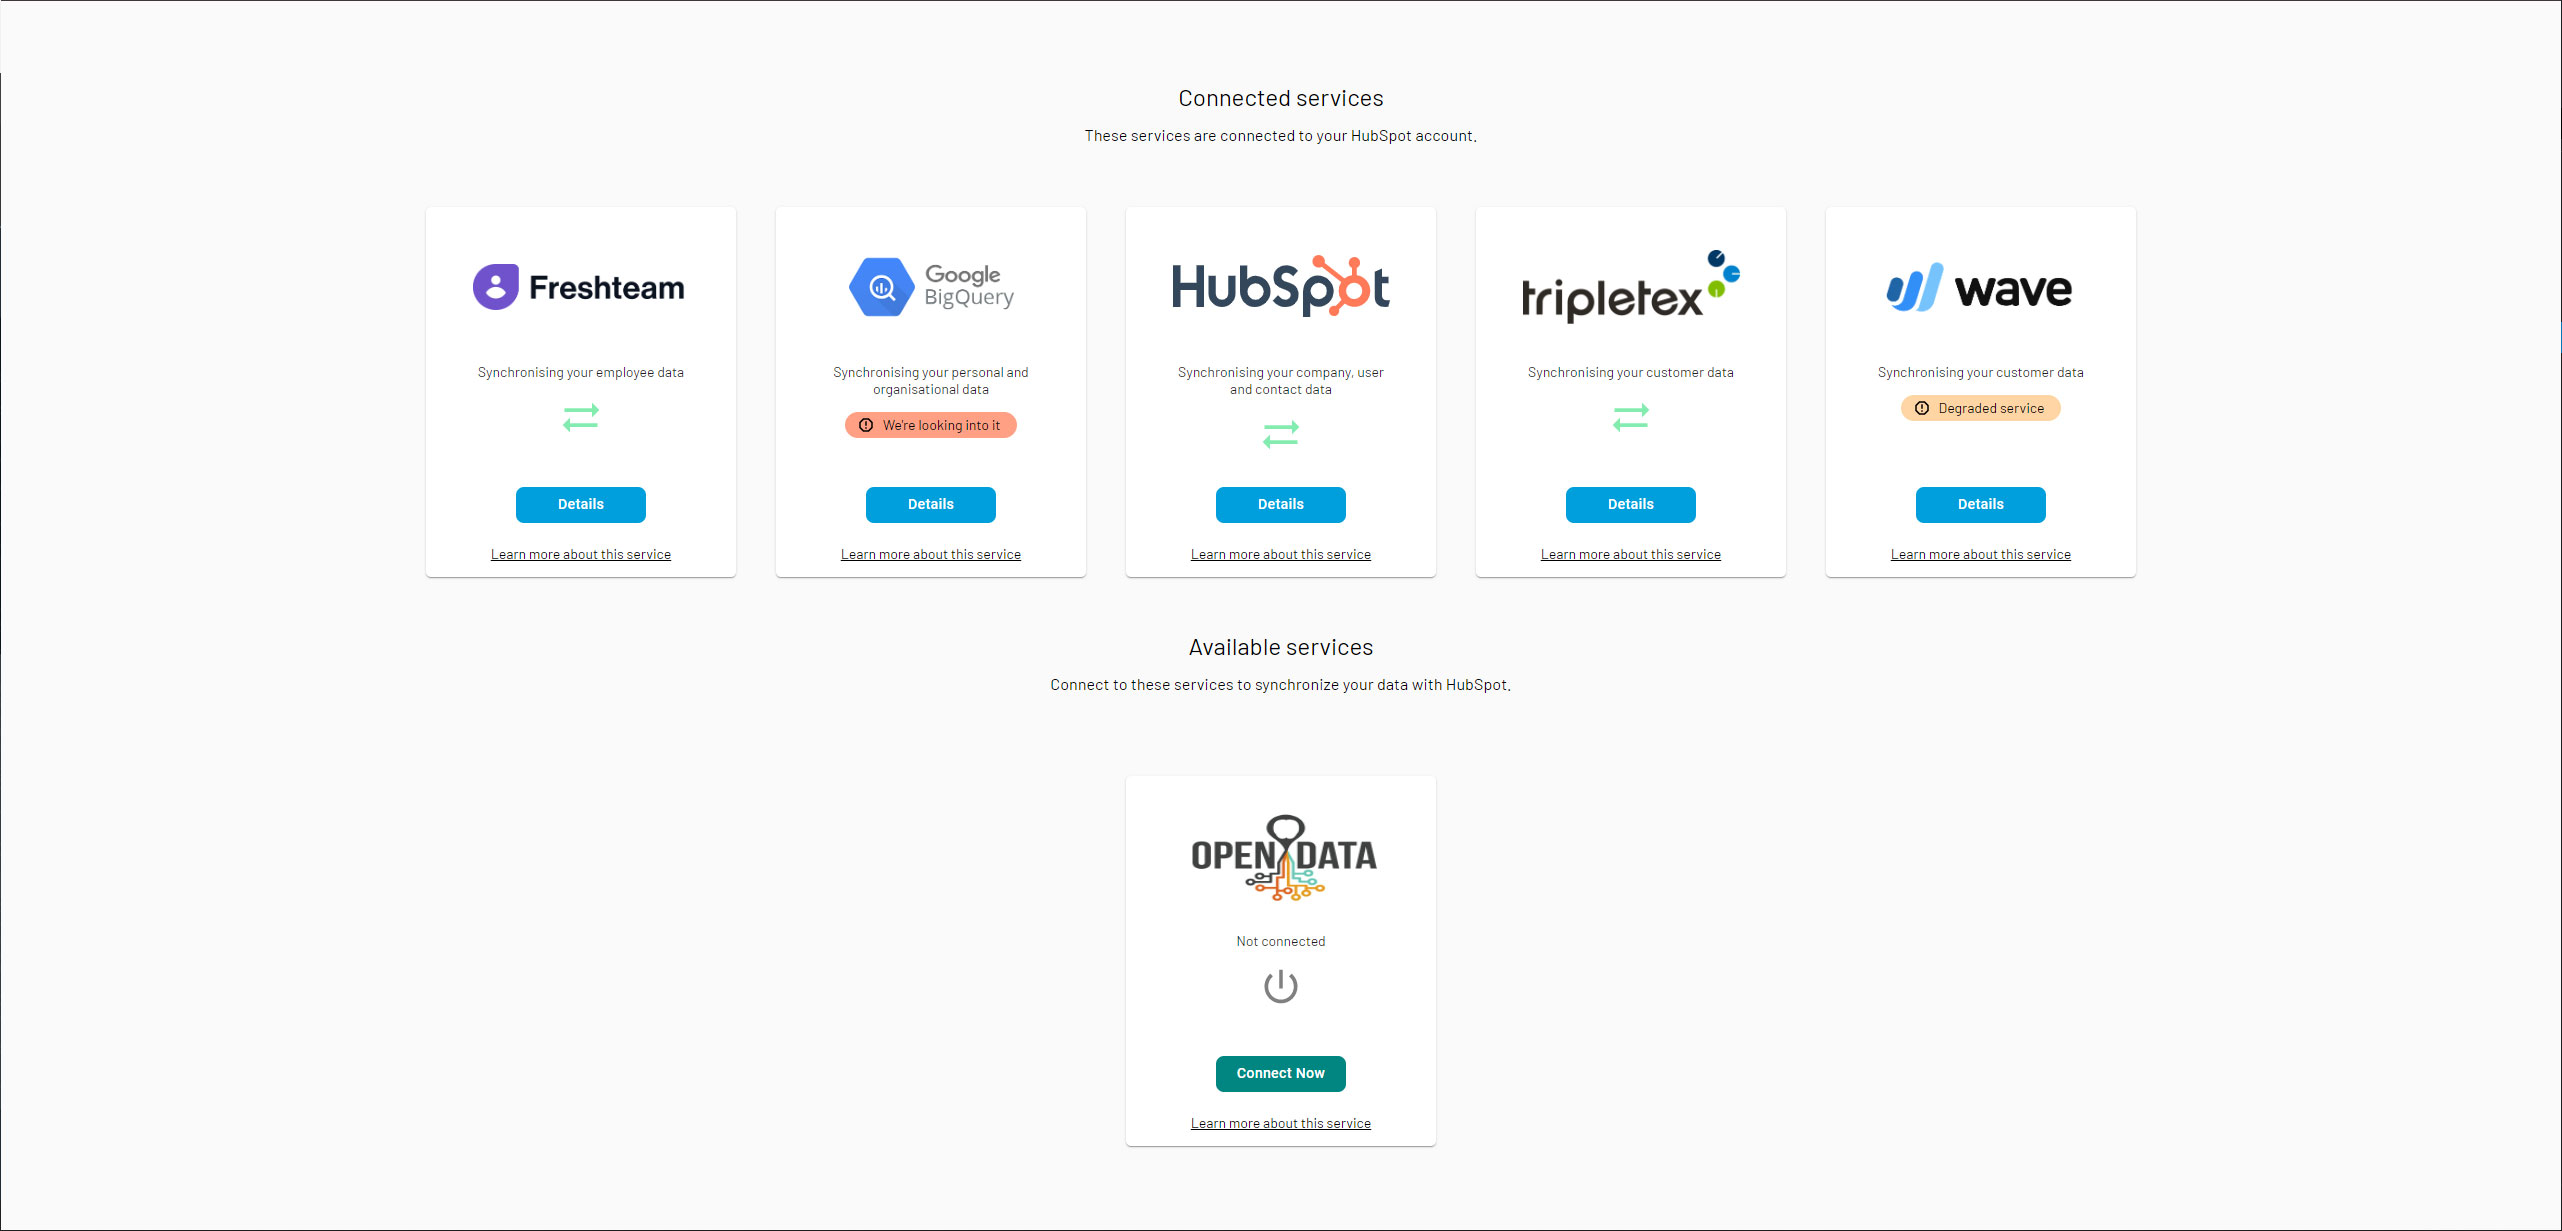 Connected services
These services are connected to your HubSpot account.
Freshteam
Google
BigQuery
HubSpot
tripletex
wave
Synchronising your employee data
Synchronising your personal and
organisational data
Synchronising your company, user
and contact data
Synchronising your customer data
Synchronising your customer data
We're looking into it
Degraded service
Details
Details
Details
Details
Details
Learn more about this service
Learn more about this service
Learn more about this service
Learn more about this service
Learn more about this service
Available services
Connect to these services to synchronize your data with HubSpot.
OPEN DATA
Not connected
Connect Now
Learn more about this service